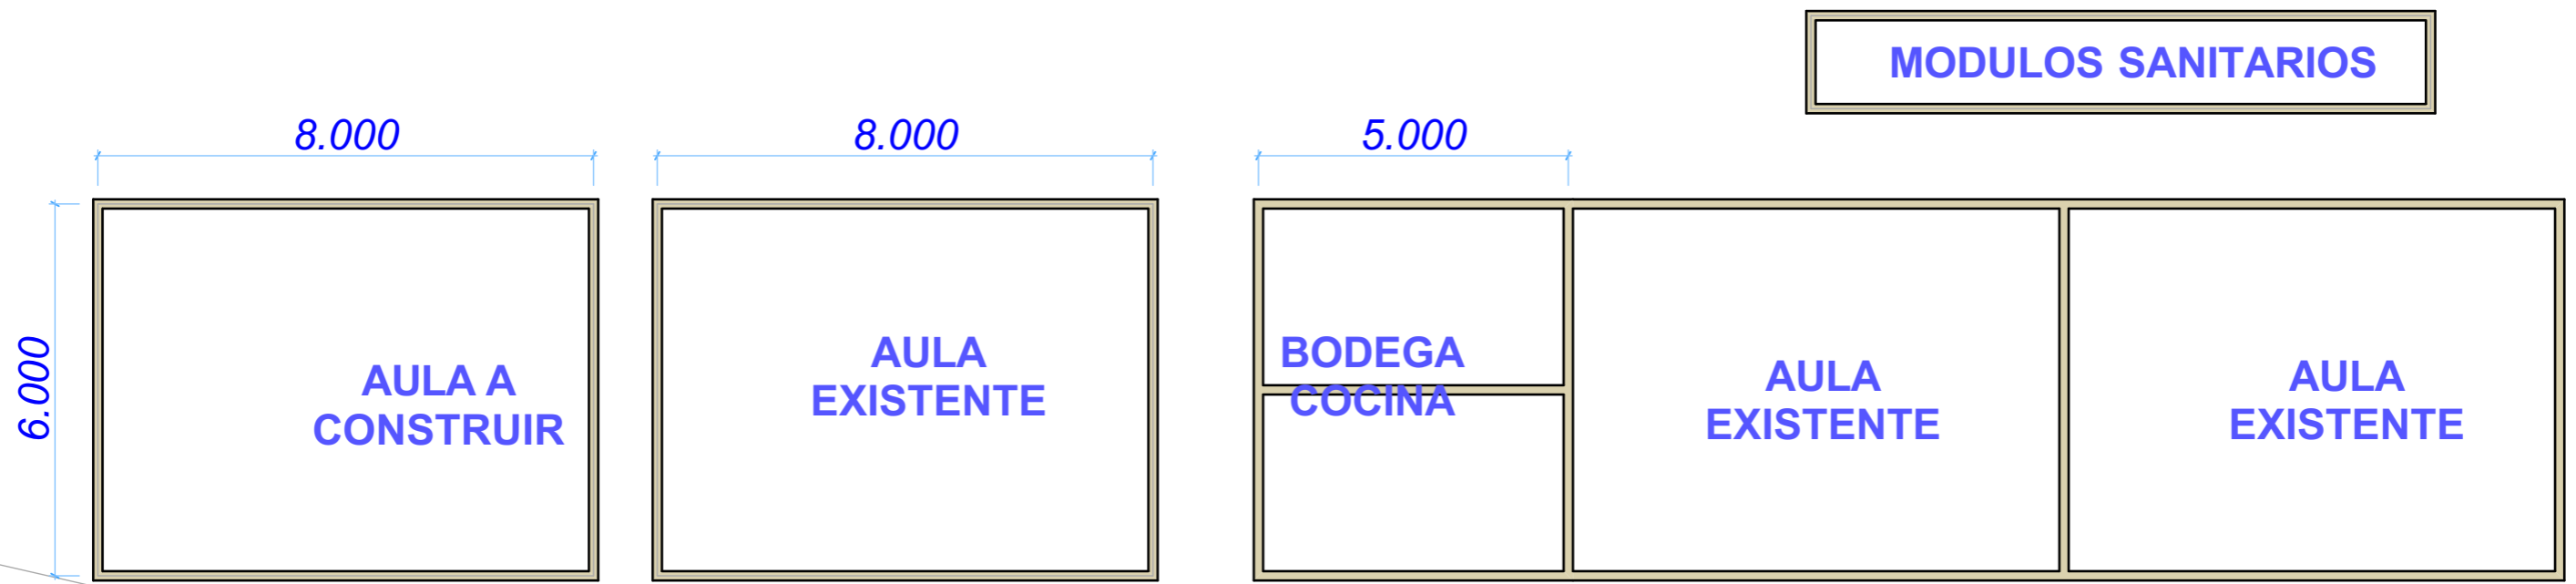 MODULOS SANITARIOS
8.000
8.000
5.000
6.000
AULA A
CONSTRUIR
AULA
EXISTENTE
BODEGA
COCINA
AULA
EXISTENTE
AULA
EXISTENTE